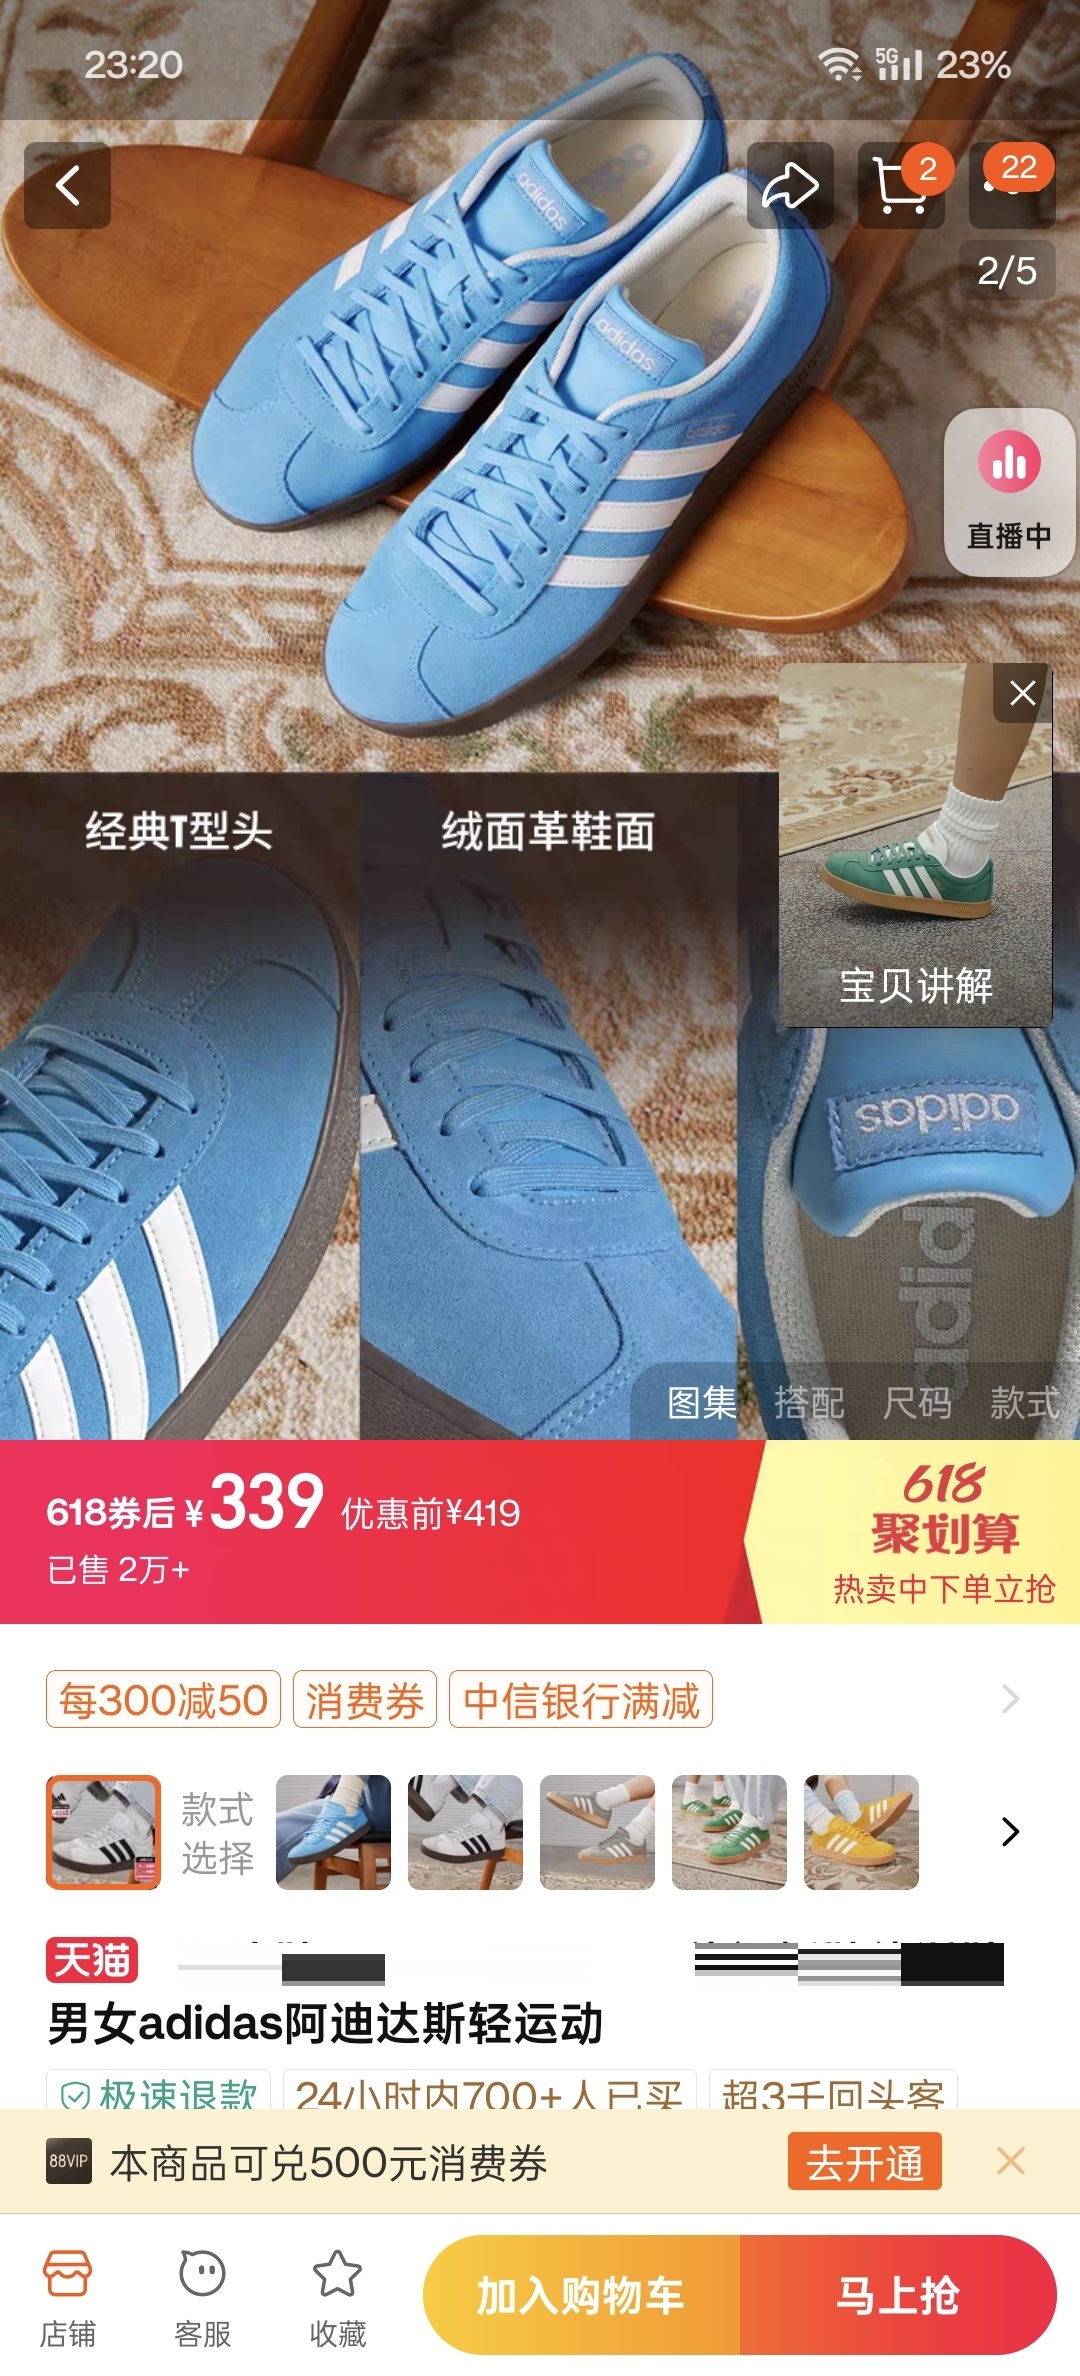 23:20
5G
23%
2
22
2/5
adidas
adidas
直播中
经典T型头
绒面革鞋面
宝贝讲解
adidas
图集 搭配 尺码 款式
618券后 ¥339 优惠前¥419
已售 2万+
618
聚划算
热卖中下单立抢
每300减50 消费券 中信银行满减
款式
选择
天猫
男女adidas阿迪达斯轻运动
极速退款 24小时内700+人已买 超3千回头客
88VIP 本商品可兑500元消费券 去开通
店铺 客服 收藏 加入购物车 马上抢